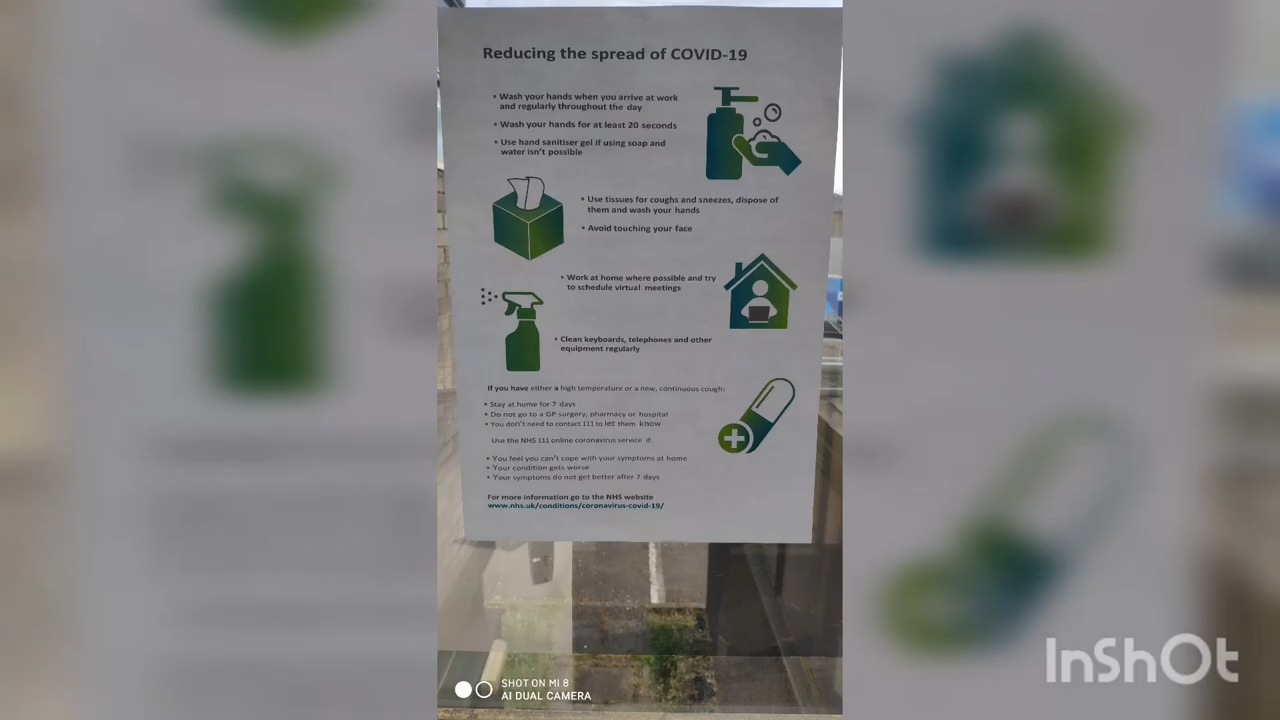 Reducing the spread of COVID-19
• Wash your hands when you arrive at work
and regularly throughout the day
• Wash your hands for at least 20 seconds
• Use hand sanitiser gel if using soap and
water isn't possible
• Use tissues for coughs and sneezes, dispose of
them and wash your hands
• Avoid touching your face
• Work at home where possible and try
to schedule virtual meetings
• Clean keyboards, telephones and other
equipment regularly
If you have either a high temperature or a new, continuous cough:
• Stay at home for 7 days
• Do not go to a GP surgery, pharmacy or hospital
• You don't need to contact 111 to let them know
Use the NHS 111 online coronavirus service if:
• You feel you can't cope with your symptoms at home
• Your condition gets worse
• Your symptoms do not get better after 7 days
For more information go to the NHS website
www.nhs.uk/conditions/coronavirus-covid-19/
SHOT ON MI 8
AI DUAL CAMERA
InShOt